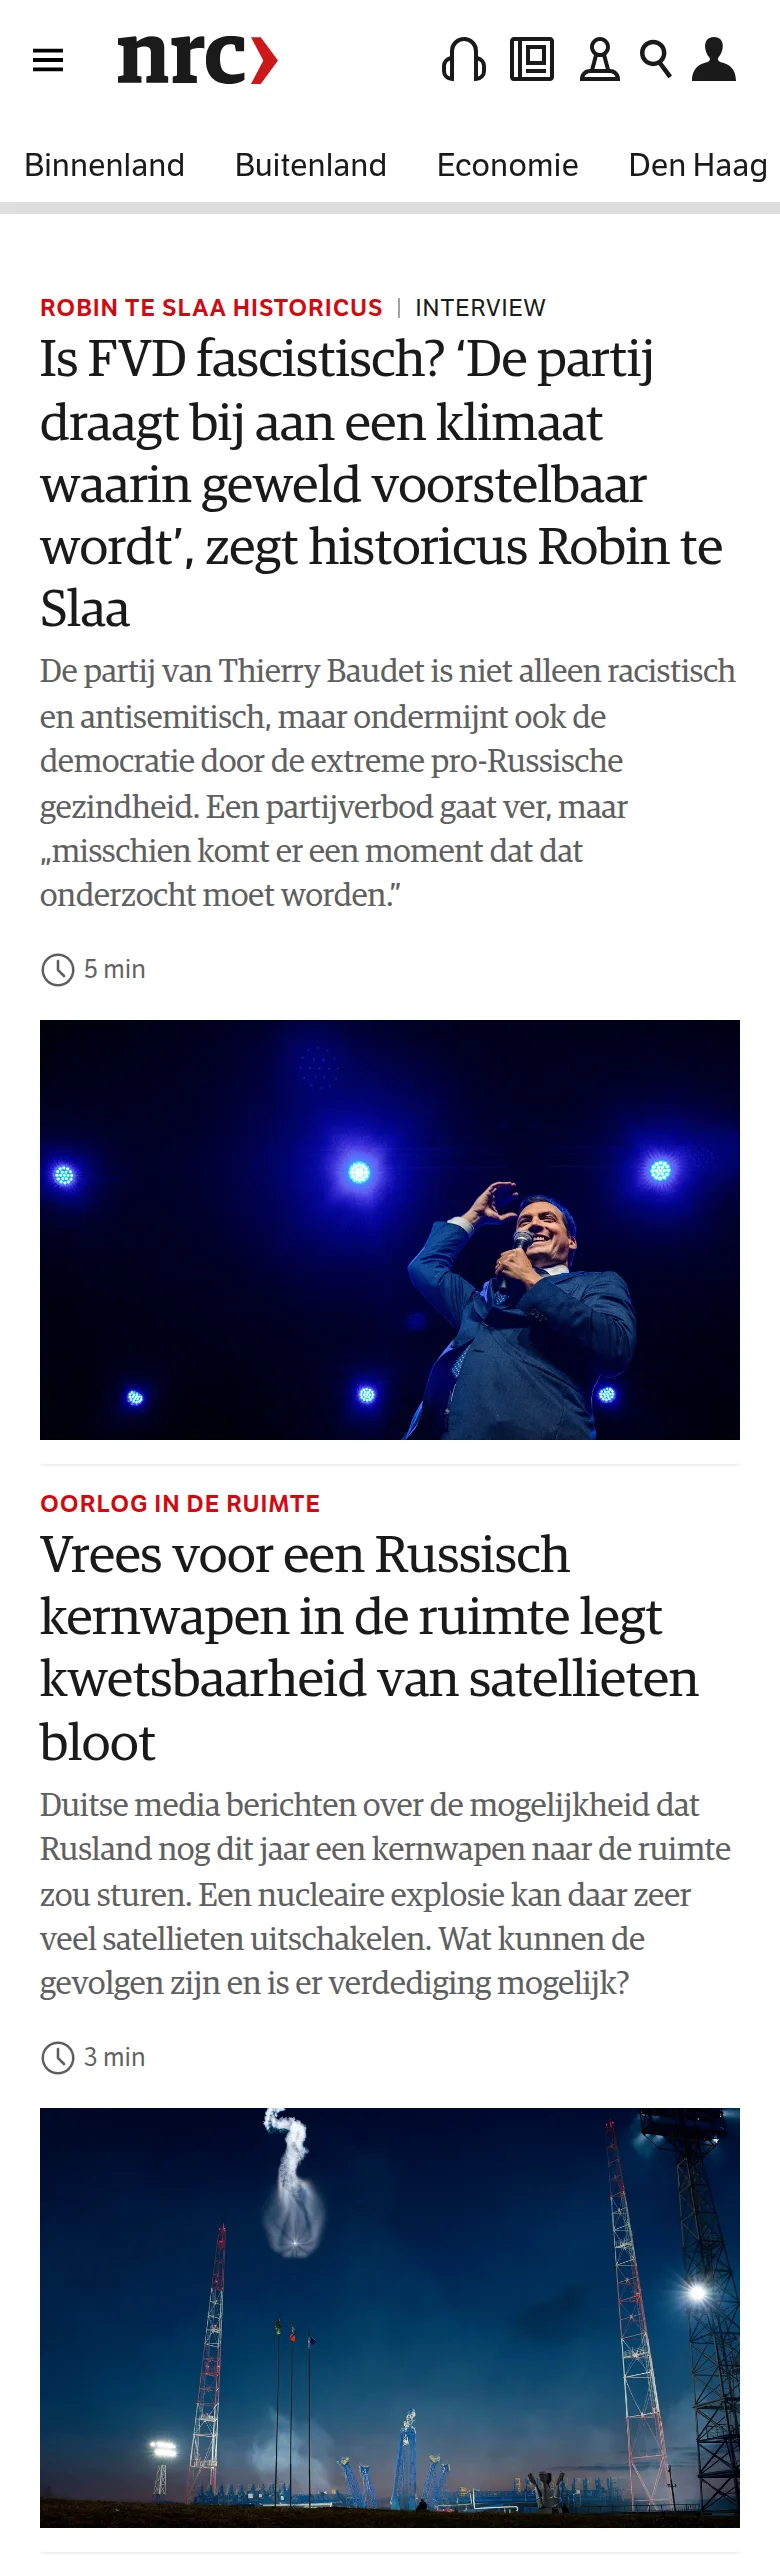 nrc
Binnenland Buitenland Economie Den Haag
ROBIN TE SLAA HISTORICUS | INTERVIEW
Is FVD fascistisch? ‘De partij
draagt bij aan een klimaat
waarin geweld voorstelbaar
wordt’, zegt historicus Robin te
Slaa
De partij van Thierry Baudet is niet alleen racistisch
en antisemitisch, maar ondermijnt ook de
democratie door de extreme pro-Russische
gezindheid. Een partijverbod gaat ver, maar
„misschien komt er een moment dat dat
onderzocht moet worden.”
5 min
OORLOG IN DE RUIMTE
Vrees voor een Russisch
kernwapen in de ruimte legt
kwetsbaarheid van satellieten
bloot
Duitse media berichten over de mogelijkheid dat
Rusland nog dit jaar een kernwapen naar de ruimte
zou sturen. Een nucleaire explosie kan daar zeer
veel satellieten uitschakelen. Wat kunnen de
gevolgen zijn en is er verdediging mogelijk?
3 min